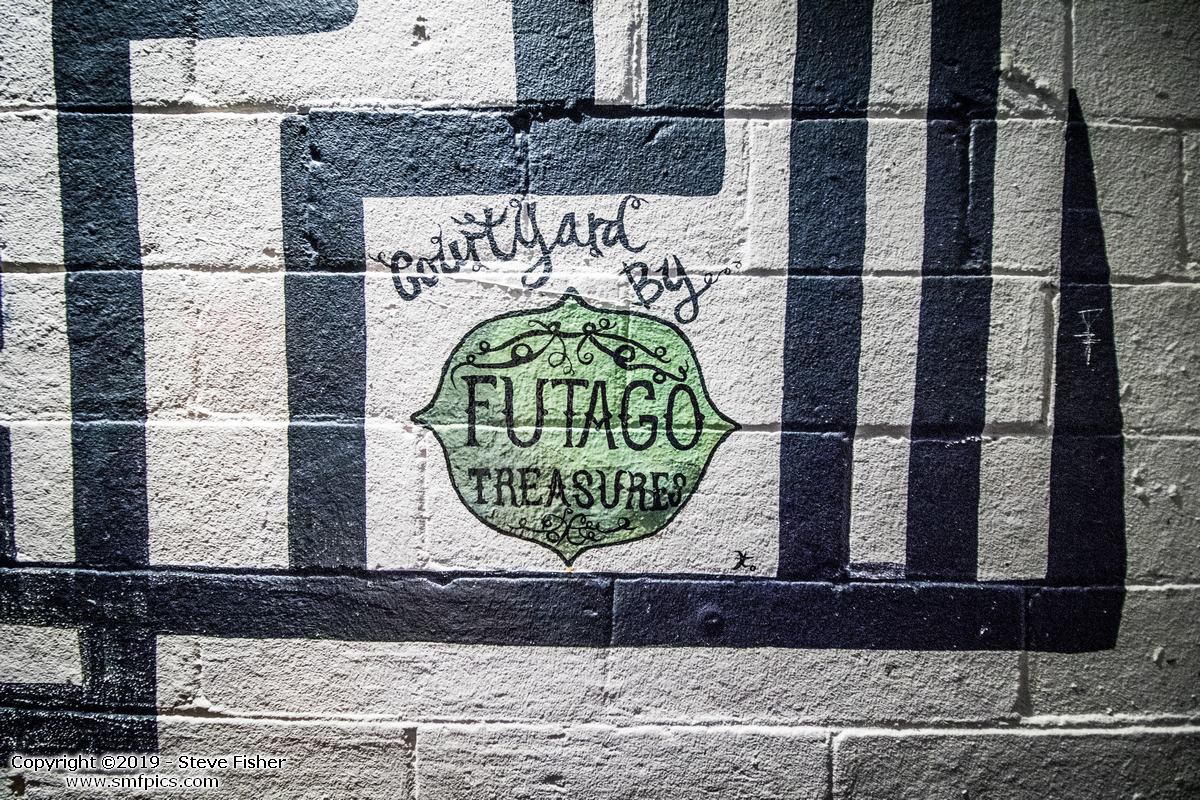 CourtYard
By
FUTAGO
TREASURES
Copyright ©2019 - Steve Fisher
www.smfpics.com